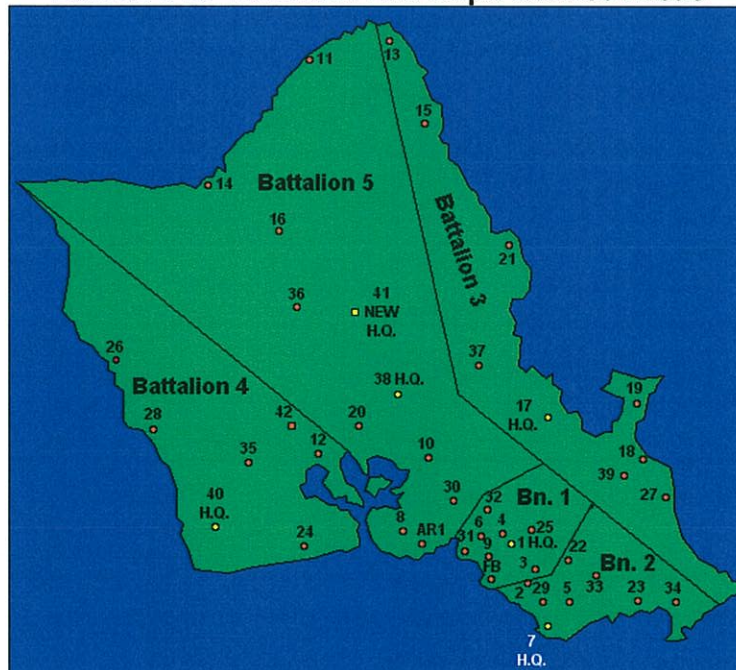 13
11
15
Battalion 5
14
16
Battalion 3
21
36
41
NEW
H.Q.
26
37
Battalion 4
38 H.Q.
19
17
H.Q.
28
42
20
12
35
10
18
39
27
40
H.Q.
30
32
Bn. 1
8
AR1
6
4
25
1 H.Q.
31
9
24
22
FB
3
Bn. 2
2
29
5
33
23
34
7
H.Q.